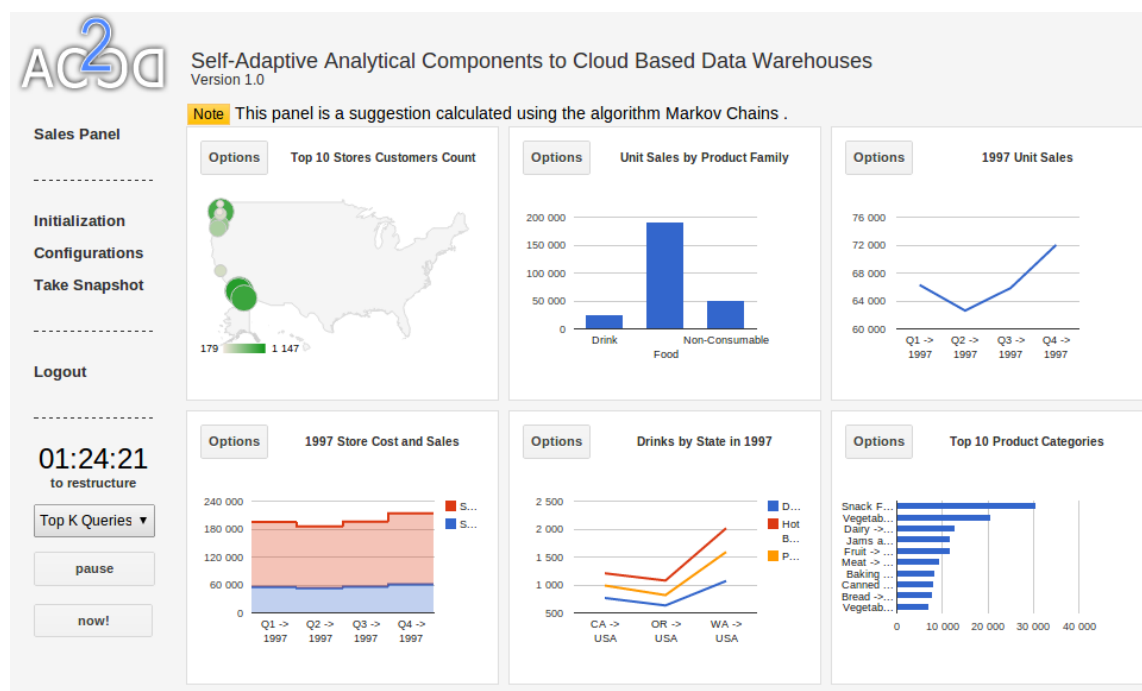 AC2DC
Self-Adaptive Analytical Components to Cloud Based Data Warehouses
Version 1.0
Note This panel is a suggestion calculated using the algorithm Markov Chains .
Sales Panel
Initialization
Configurations
Take Snapshot
Logout
01:24:21
to restructure
Top K Queries
pause
now!
Options Top 10 Stores Customers Count
179 1 147
Options Unit Sales by Product Family
200 000
150 000
100 000
50 000
0
Drink Non-Consumable
Food
Options 1997 Unit Sales
76 000
72 000
68 000
64 000
60 000
Q1 -> Q2 -> Q3 -> Q4 ->
1997 1997 1997 1997
Options 1997 Store Cost and Sales
240 000
180 000
120 000
60 000
0
S...
S...
Q1 -> Q2 -> Q3 -> Q4 ->
1997 1997 1997 1997
Options Drinks by State in 1997
2 500
2 000
1 500
1 000
500
D...
Hot
B...
P...
CA -> OR -> WA ->
USA USA USA
Options Top 10 Product Categories
Snack F...
Vegetab...
Dairy ->...
Jams a...
Fruit -> ...
Meat -> ...
Baking ...
Canned ...
Bread ->...
Vegetab...
0 10 000 20 000 30 000 40 000